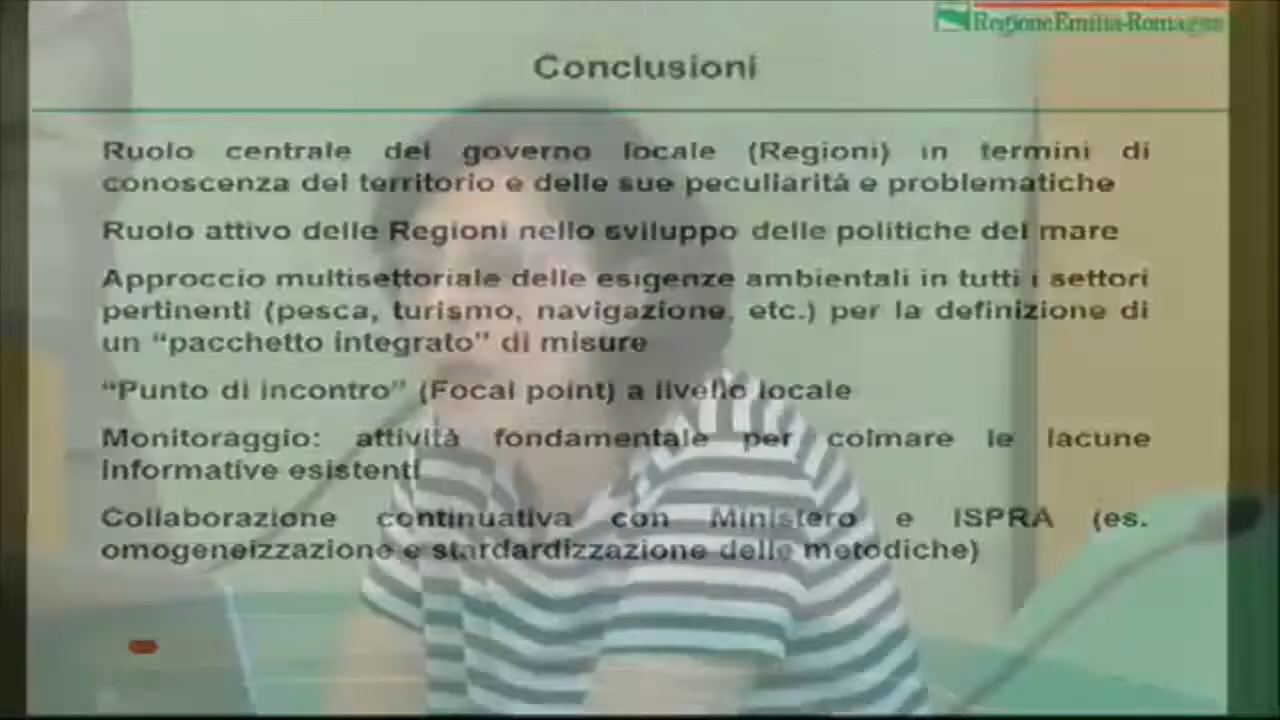 RegioneEmilia-Romagna
Conclusioni
Ruolo centrale del governo locale (Regioni) in termini di
conoscenza del territorio e delle sue peculiarità e problematiche
Ruolo attivo delle Regioni nello sviluppo delle politiche del mare
Approccio multisettoriale delle esigenze ambientali in tutti i settori
pertinenti (pesca, turismo, navigazione, etc.) per la definizione di
un “pacchetto integrato” di misure
“Punto di incontro” (Focal point) a livello locale
Monitoraggio: attività fondamentale per colmare le lacune
informative esistenti
Collaborazione continuativa con Ministero e ISPRA (es.
omogeneizzazione e stardardizzazione delle metodiche)